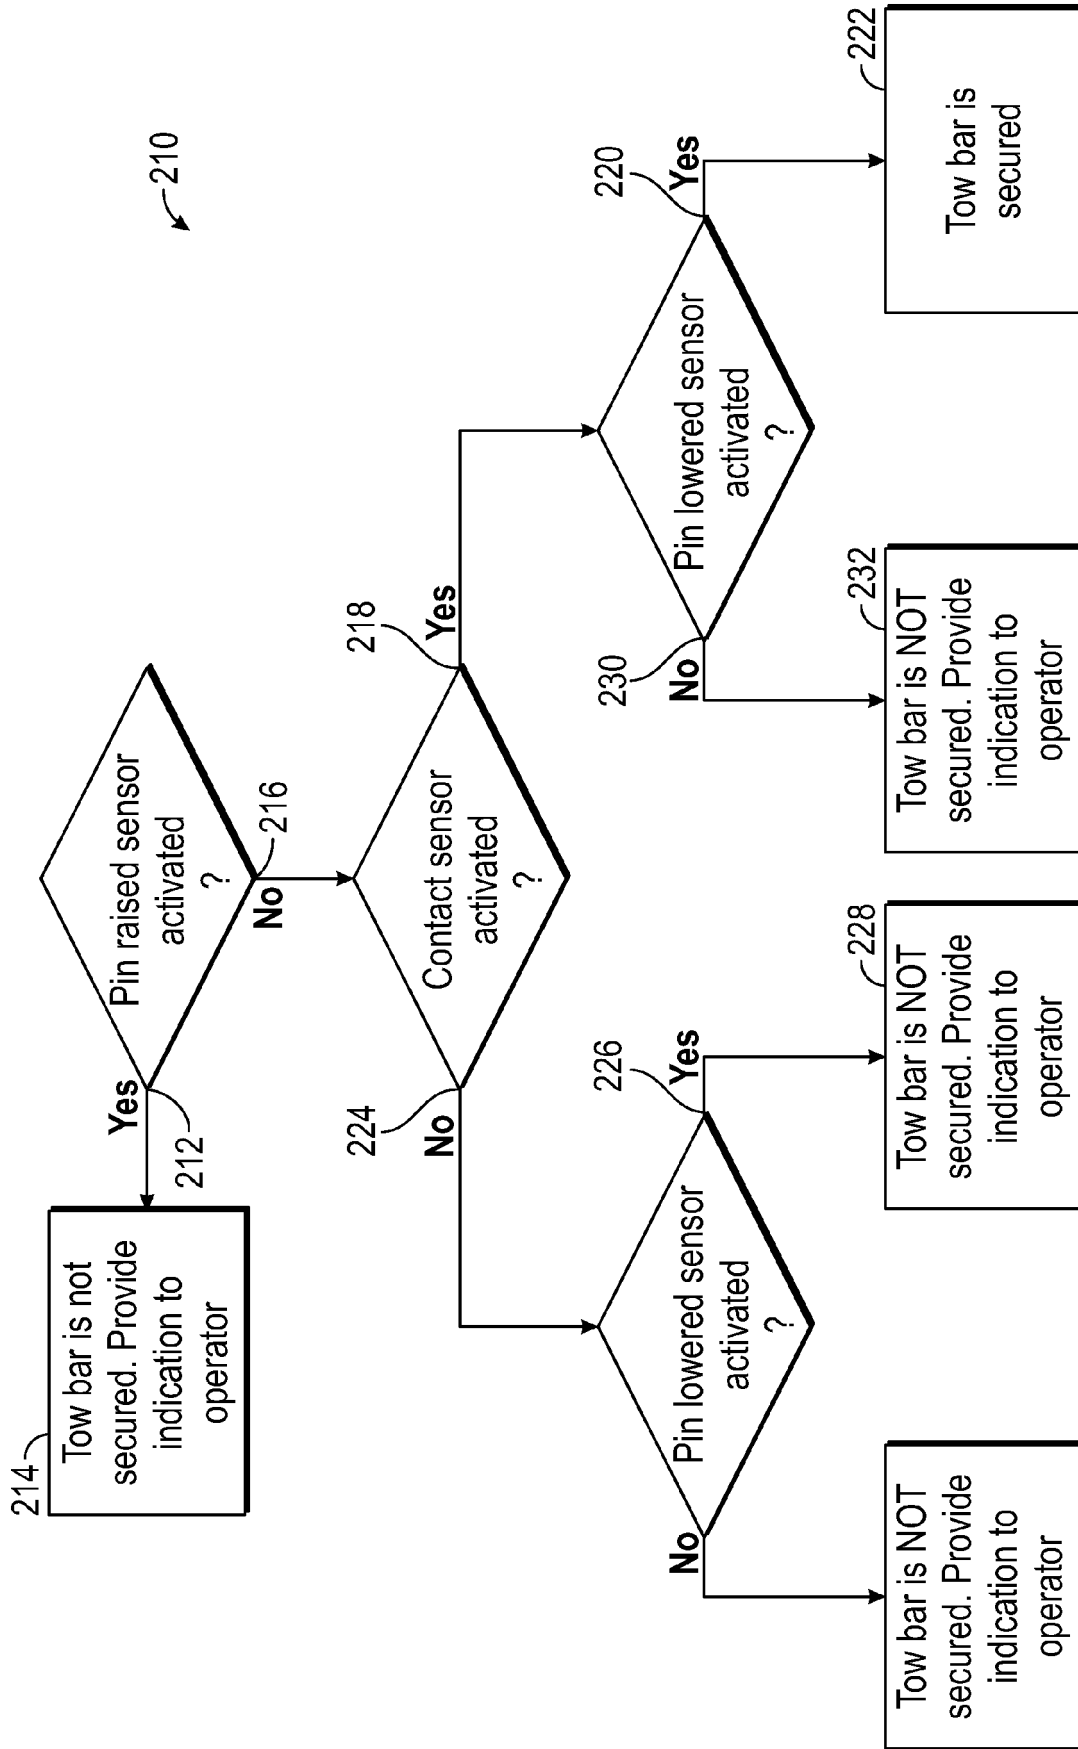 210
214
Tow bar is not
secured. Provide
indication to
operator
Yes
212
Pin raised sensor
activated
?
No
216
Contact sensor
activated
?
224
No
218
Yes
Pin lowered sensor
activated
?
No
226
Yes
Pin lowered sensor
activated
?
230
No
220
Yes
Tow bar is NOT
secured. Provide
indication to
operator
228
Tow bar is NOT
secured. Provide
indication to
operator
232
Tow bar is NOT
secured. Provide
indication to
operator
222
Tow bar is
secured